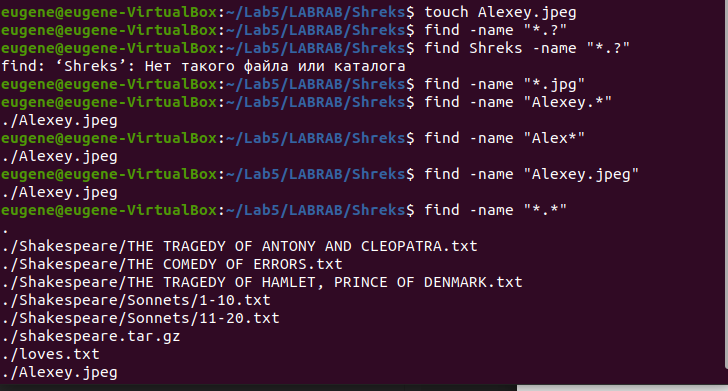 eugene@eugene-VirtualBox:~/Lab5/LABRAB/Shreks$ touch Alexey.jpeg
eugene@eugene-VirtualBox:~/Lab5/LABRAB/Shreks$ find -name "*.?"
eugene@eugene-VirtualBox:~/Lab5/LABRAB/Shreks$ find Shreks -name "*.?"
find: ‘Shreks’: Нет такого файла или каталога
eugene@eugene-VirtualBox:~/Lab5/LABRAB/Shreks$ find -name "*.jpg"
eugene@eugene-VirtualBox:~/Lab5/LABRAB/Shreks$ find -name "Alexey.*"
./Alexey.jpeg
eugene@eugene-VirtualBox:~/Lab5/LABRAB/Shreks$ find -name "Alex*"
./Alexey.jpeg
eugene@eugene-VirtualBox:~/Lab5/LABRAB/Shreks$ find -name "Alexey.jpeg"
./Alexey.jpeg
eugene@eugene-VirtualBox:~/Lab5/LABRAB/Shreks$ find -name "*.*"
.
./Shakespeare/THE TRAGEDY OF ANTONY AND CLEOPATRA.txt
./Shakespeare/THE COMEDY OF ERRORS.txt
./Shakespeare/THE TRAGEDY OF HAMLET, PRINCE OF DENMARK.txt
./Shakespeare/Sonnets/1-10.txt
./Shakespeare/Sonnets/11-20.txt
./shakespeare.tar.gz
./loves.txt
./Alexey.jpeg